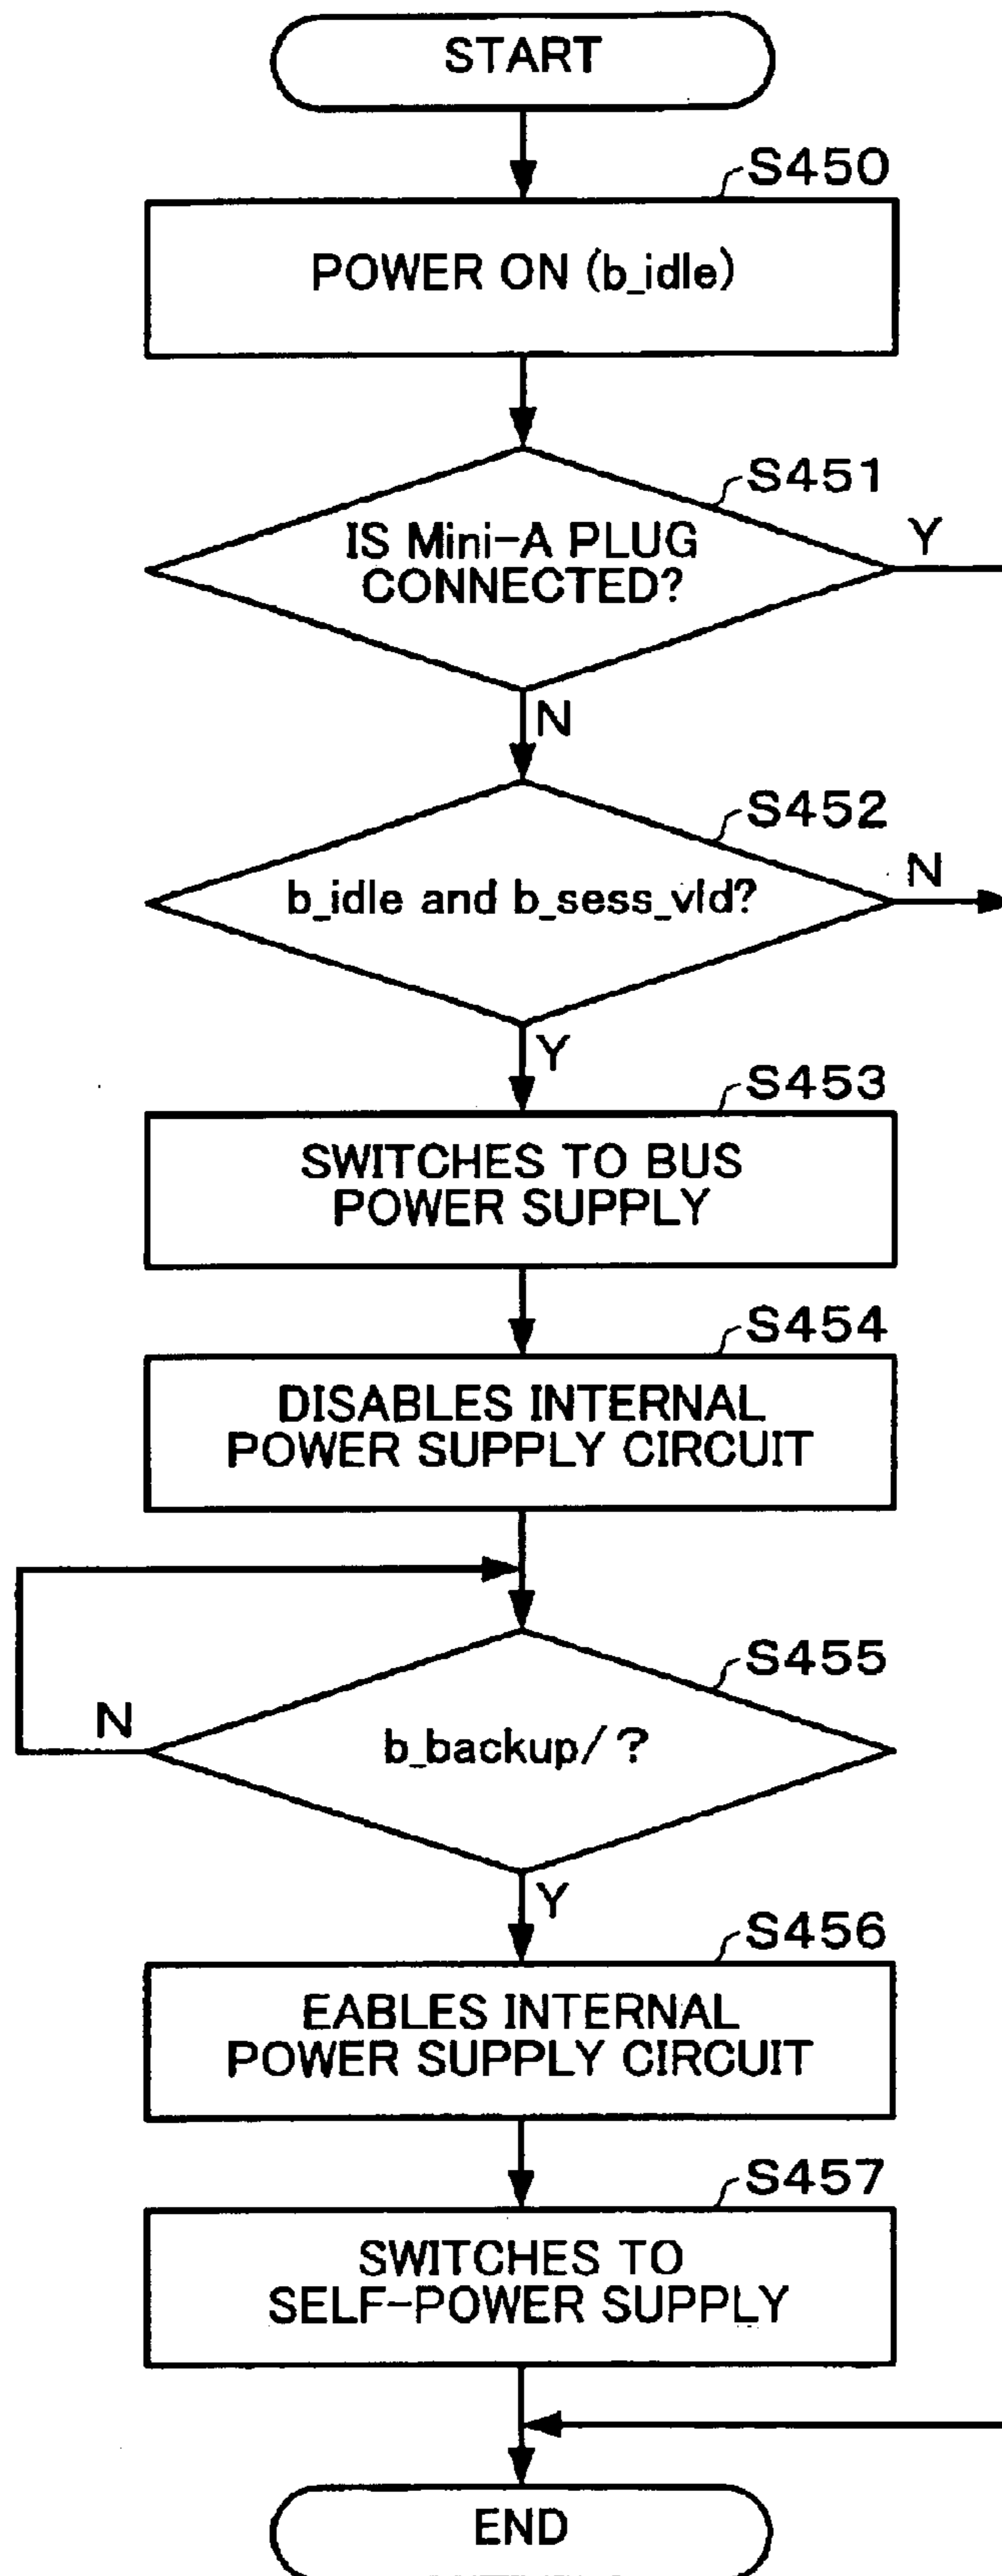 START
S450
POWER ON (b_idle)
S451
IS Mini-A PLUG
CONNECTED?
Y
N
S452
b_idle and b_sess_vld?
N
Y
S453
SWITCHES TO BUS
POWER SUPPLY
S454
DISABLES INTERNAL
POWER SUPPLY CIRCUIT
S455
b_backup/ ?
N
Y
S456
EABLES INTERNAL
POWER SUPPLY CIRCUIT
S457
SWITCHES TO
SELF-POWER SUPPLY
END